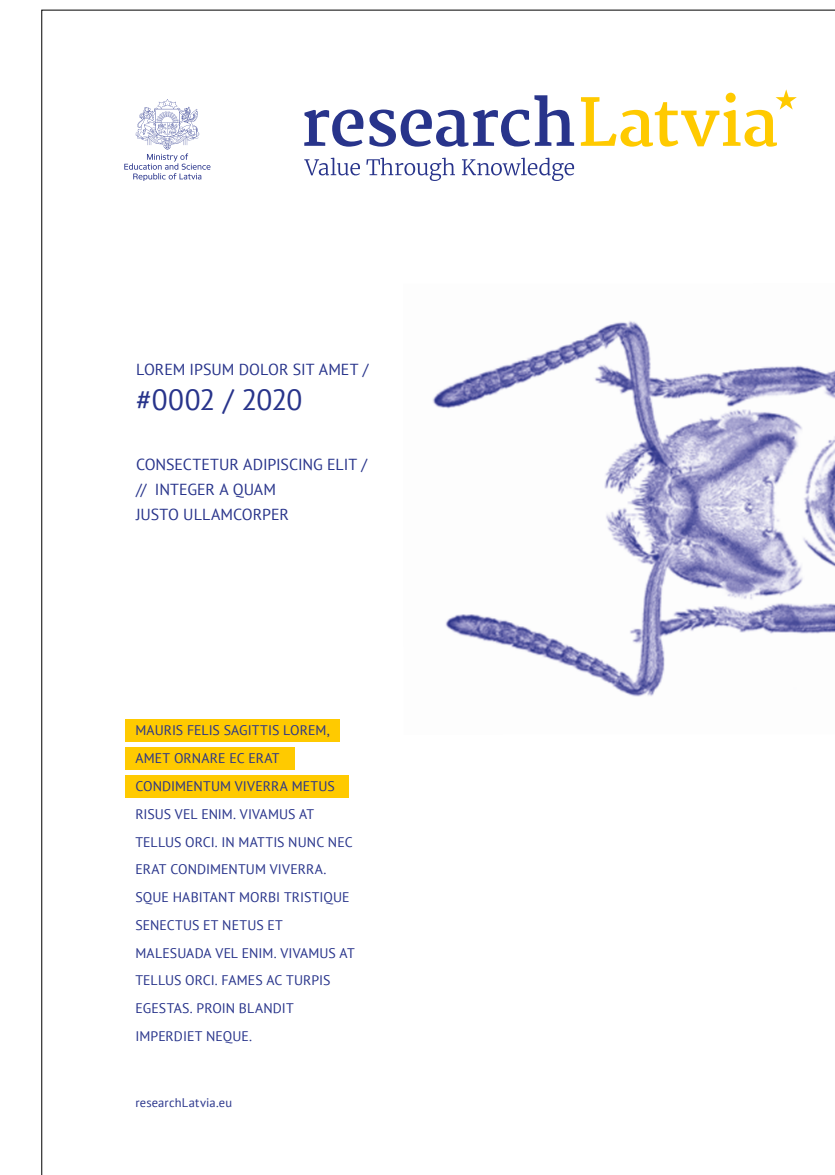 Ministry of
Education and Science
Republic of Latvia
researchLatvia
Value Through Knowledge
LOREM IPSUM DOLOR SIT AMET /
#0002 / 2020
CONSECTETUR ADIPISCING ELIT /
// INTEGER A QUAM
JUSTO ULLAMCORPER
MAURIS FELIS SAGITTIS LOREM,
AMET ORNARE EC ERAT
CONDIMENTUM VIVERRA METUS
RISUS VEL ENIM. VIVAMUS AT
TELLUS ORCI. IN MATTIS NUNC NEC
ERAT CONDIMENTUM VIVERRA.
SQUE HABITANT MORBI TRISTIQUE
SENECTUS ET NETUS ET
MALESUADA VEL ENIM. VIVAMUS AT
TELLUS ORCI. FAMES AC TURPIS
EGESTAS. PROIN BLANDIT
IMPERDIET NEQUE.
researchLatvia.eu